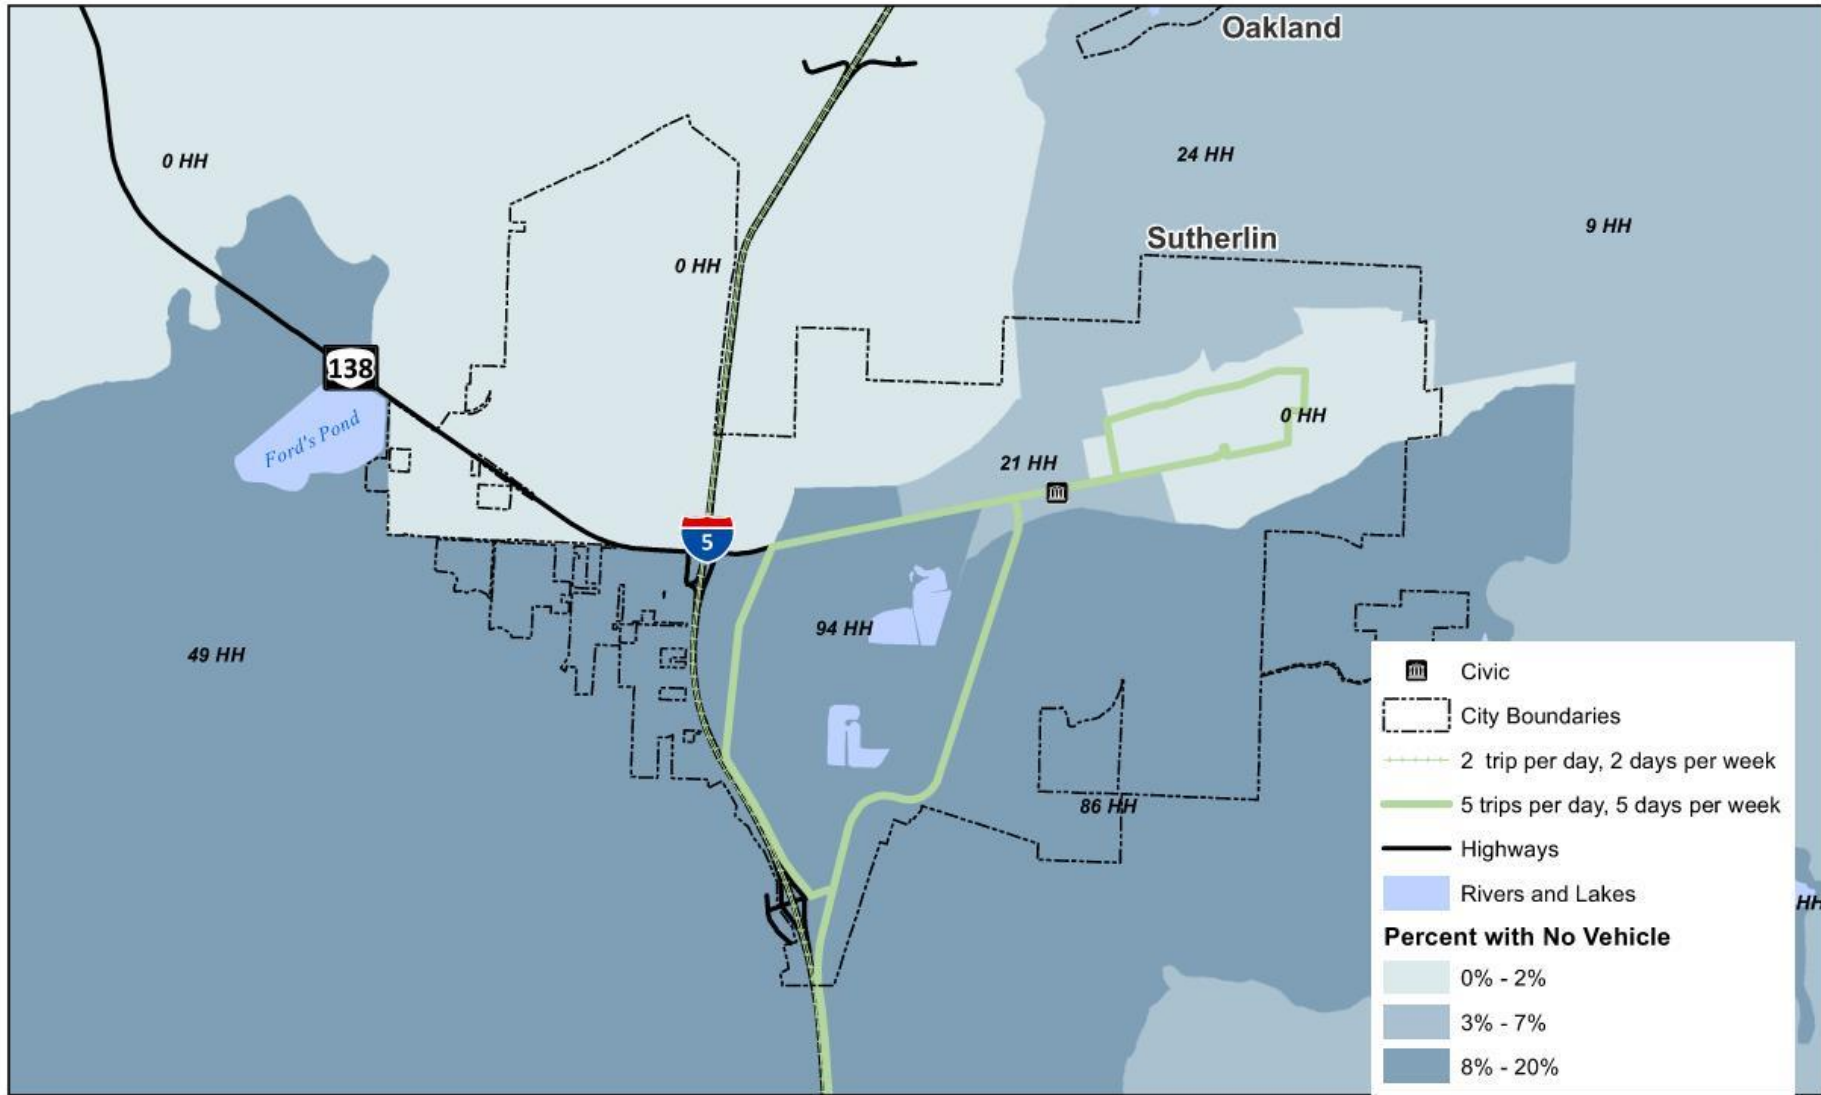 Oakland
0 HH
24 HH
9 HH
Sutherlin
0 HH
138
Ford's Pond
0 HH
21 HH
5
94 HH
49 HH
86 HH
HH
Civic
City Boundaries
2 trip per day, 2 days per week
5 trips per day, 5 days per week
Highways
Rivers and Lakes
Percent with No Vehicle
0% - 2%
3% - 7%
8% - 20%